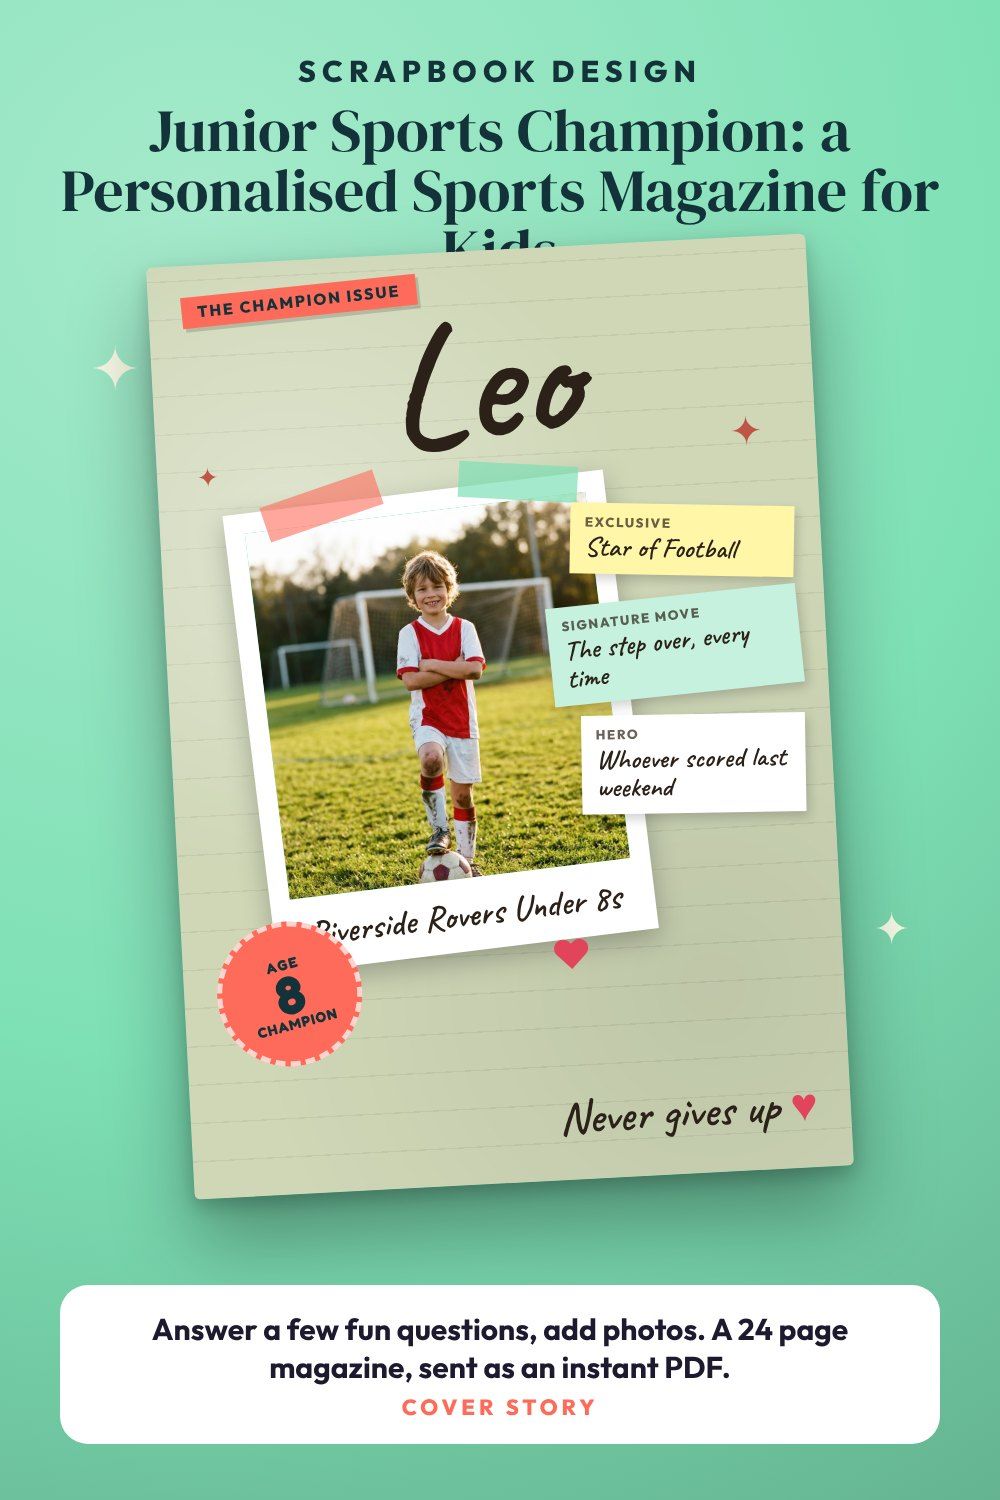 SCRAPBOOK DESIGN
Junior Sports Champion: a
Personalised Sports Magazine for
Kids
THE CHAMPION ISSUE
Leo
EXCLUSIVE
Star of Football
SIGNATURE MOVE
The step over, every
time
HERO
Whoever scored last
weekend
Riverside Rovers Under 8s
AGE
8
CHAMPION
Never gives up ♥
Answer a few fun questions, add photos. A 24 page
magazine, sent as an instant PDF.
COVER STORY